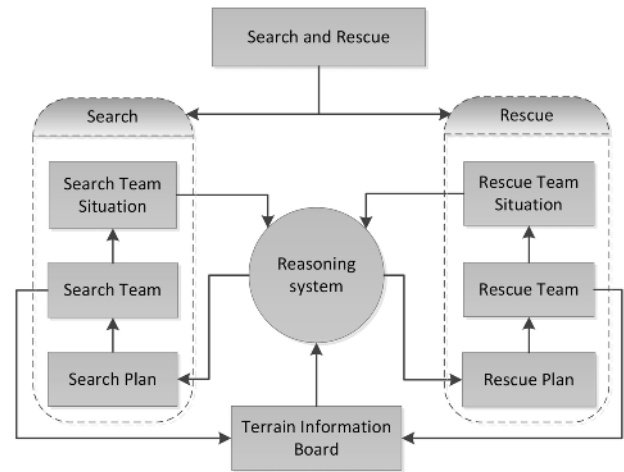 Search and Rescue
Search
Rescue
Search Team
Situation
Rescue Team
Situation
Reasoning
system
Search Team
Rescue Team
Search Plan
Rescue Plan
Terrain Information
Board